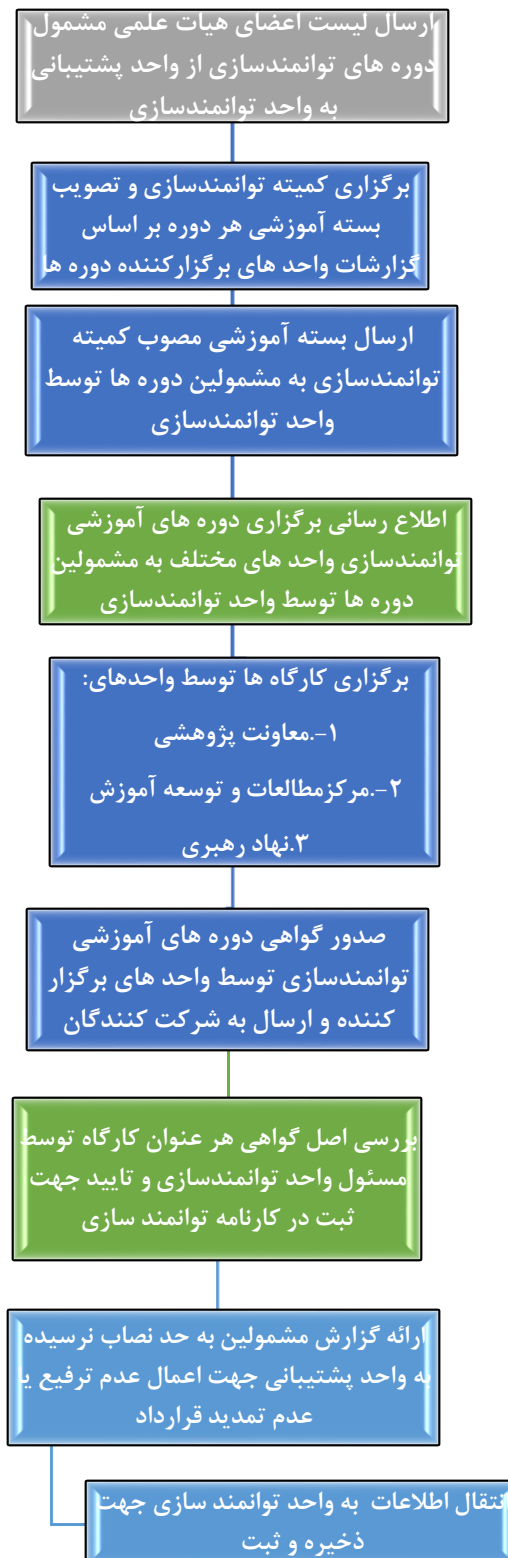 ارسال لیست اعضای هیات علمی مشمول
دوره های توانمندسازی از واحد پشتیبانی
به واحد توانمندسازی
برگزاری کمیته توانمندسازی و تصویب
بسته آموزشی هر دوره بر اساس
گزارشات واحد های برگزارکننده دوره ها
ارسال بسته آموزشی مصوب کمیته
توانمندسازی به مشمولین دوره ها توسط
واحد توانمندسازی
اطلاع رسانی برگزاری دوره های آموزشی
توانمندسازی واحد های مختلف به مشمولین
دوره ها توسط واحد توانمندسازی
برگزاری کارگاه ها توسط واحدهای:
۱-.معاونت پژوهشی
۲-.مرکزمطالعات و توسعه آموزش
۳.نهاد رهبری
صدور گواهی دوره های آموزشی
توانمندسازی توسط واحد های برگزار
کننده و ارسال به شرکت کنندگان
بررسی اصل گواهی هر عنوان کارگاه توسط
مسئول واحد توانمندسازی و تایید جهت
ثبت در کارنامه توانمند سازی
ارائه گزارش مشمولین به حد نصاب نرسیده
به واحد پشتیبانی جهت اعمال عدم ترفیع یا
عدم تمدید قرارداد
انتقال اطلاعات به واحد توانمند سازی جهت
ذخیره و ثبت